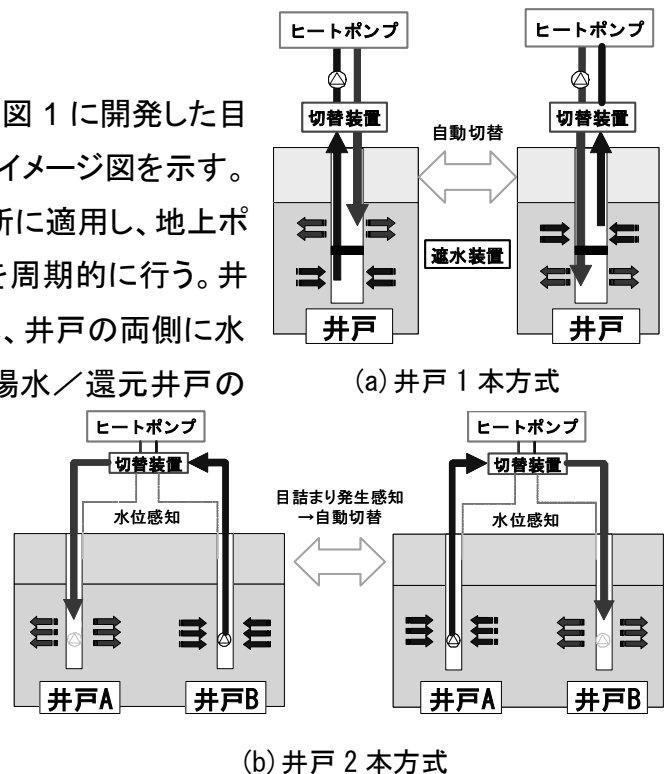 図 1 に開発した目
イメージ図を示す。
所に適用し、地上ポ
を周期的に行う。井
、井戸の両側に水
揚水／還元井戸の
ヒートポンプ
切替装置
井戸
自動切替
遮水装置
ヒートポンプ
切替装置
井戸
(a) 井戸 1 本方式
ヒートポンプ
切替装置
水位感知
井戸A
井戸B
目詰まり発生感知
→自動切替
ヒートポンプ
切替装置
水位感知
井戸A
井戸B
(b) 井戸 2 本方式